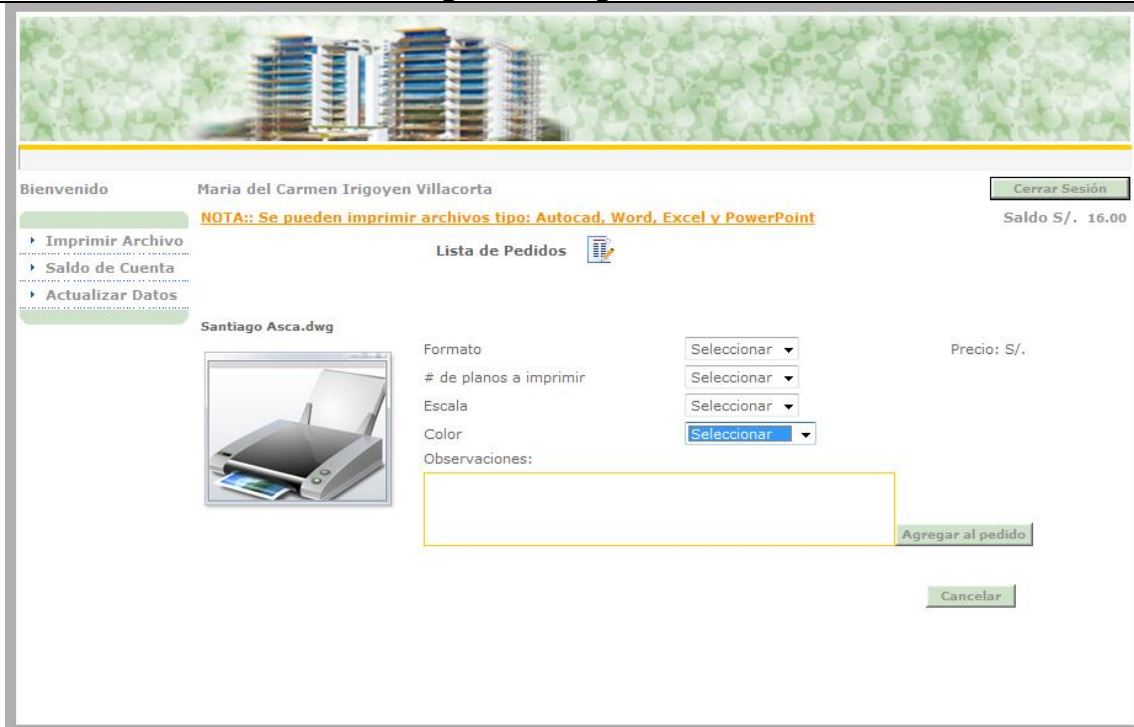 Bienvenido
Maria del Carmen Irigoyen Villacorta
Cerrar Sesión
NOTA:: Se pueden imprimir archivos tipo: Autocad, Word, Excel y PowerPoint
Saldo S/. 16.00
Imprimir Archivo
Lista de Pedidos
Saldo de Cuenta
Actualizar Datos
Santiago Asca.dwg
Formato Seleccionar Precio: S/.
# de planos a imprimir Seleccionar
Escala Seleccionar
Color Seleccionar
Observaciones:
Agregar al pedido
Cancelar